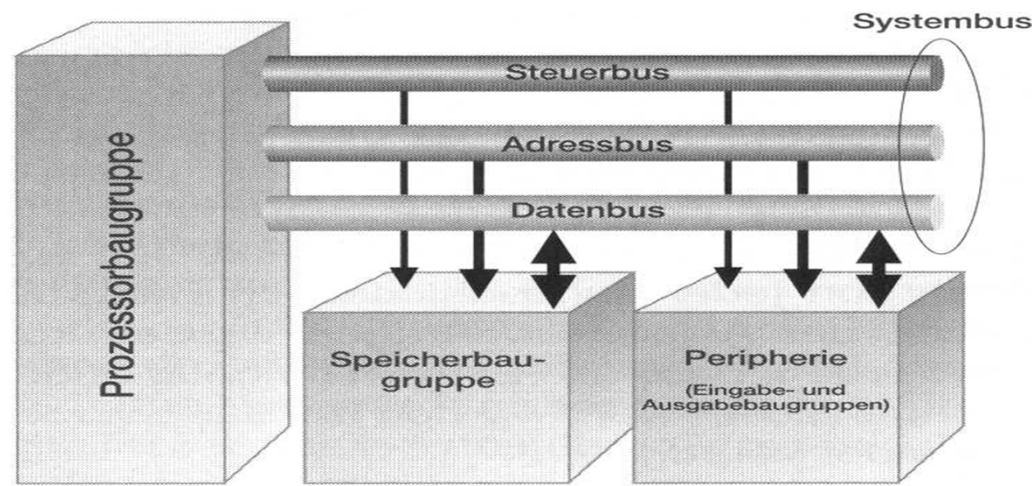 Systembus
Steuerbus
Adressbus
Datenbus
Prozessorbaugruppe
Speicherbau-
gruppe
Peripherie
(Eingabe- und
Ausgabebaugruppen)